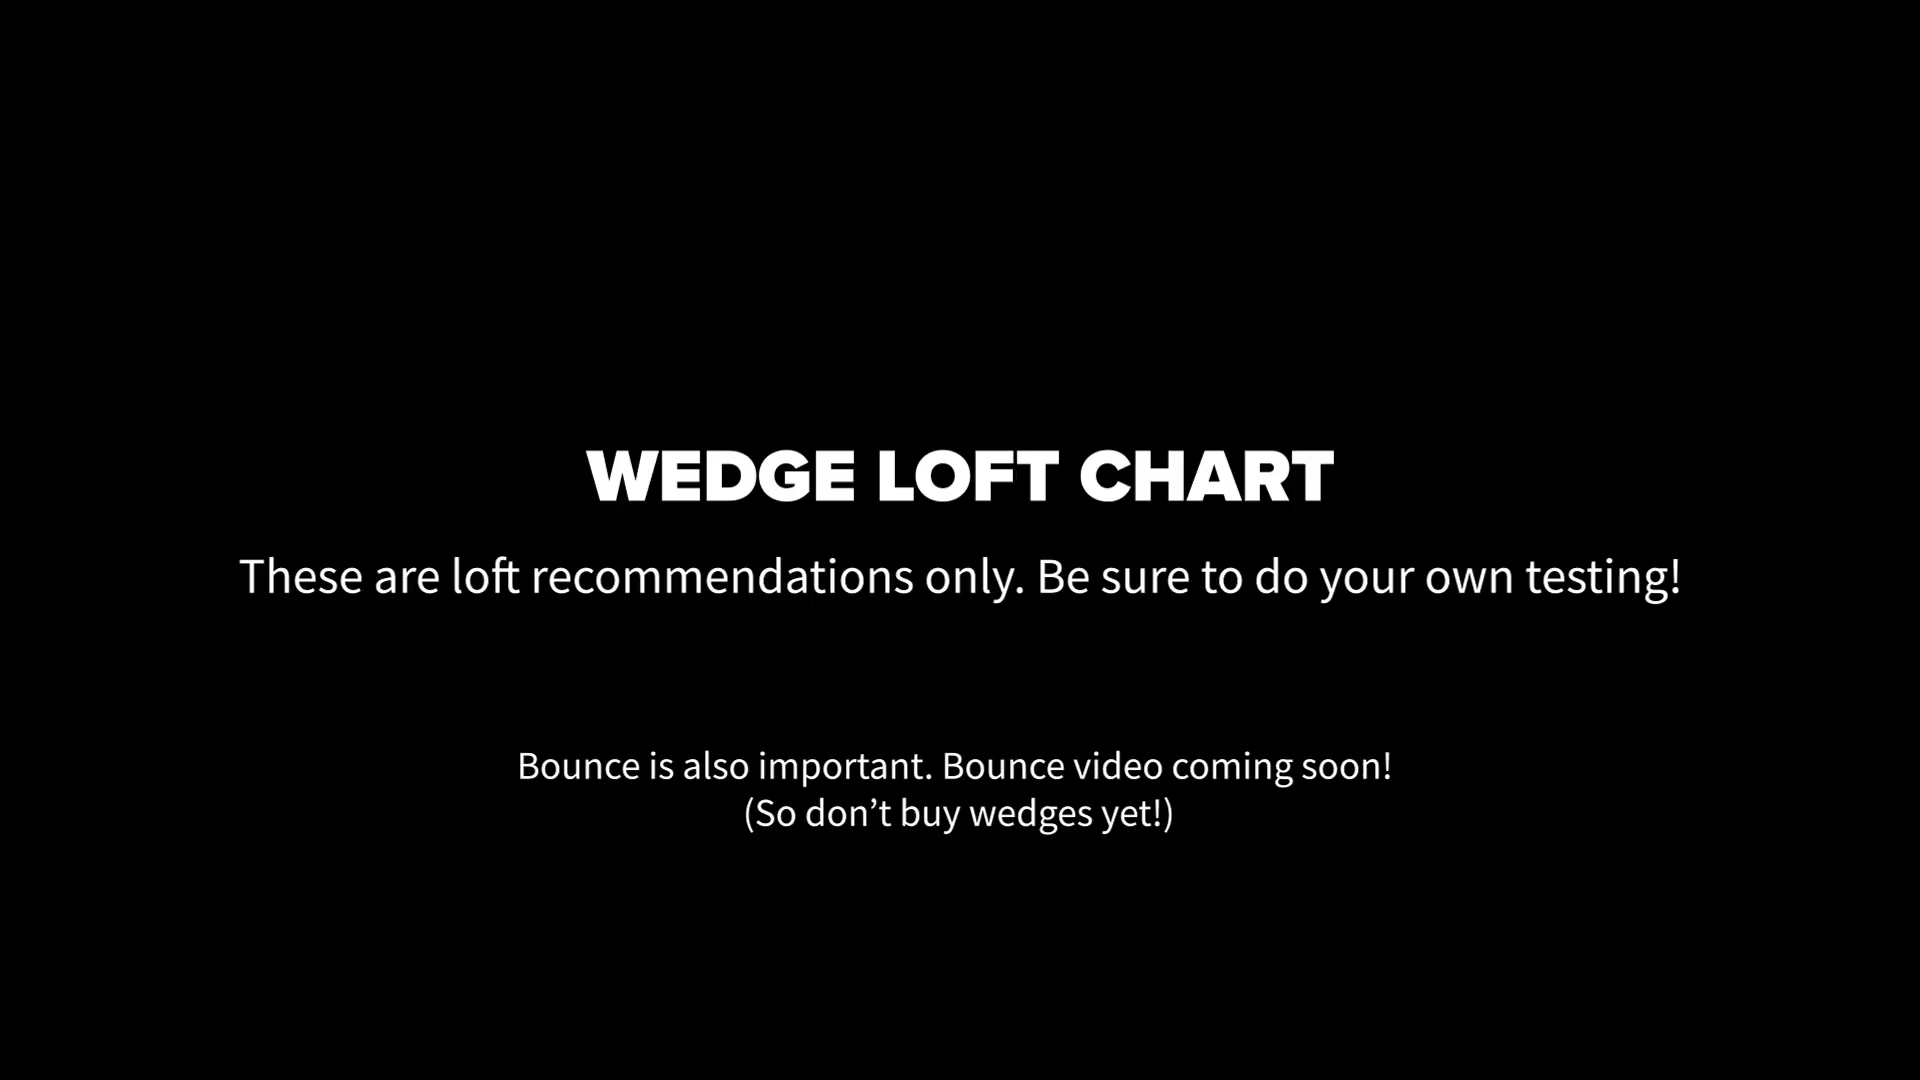 WEDGE LOFT CHART
These are loft recommendations only. Be sure to do your own testing!
Bounce is also important. Bounce video coming soon!
(So don’t buy wedges yet!)